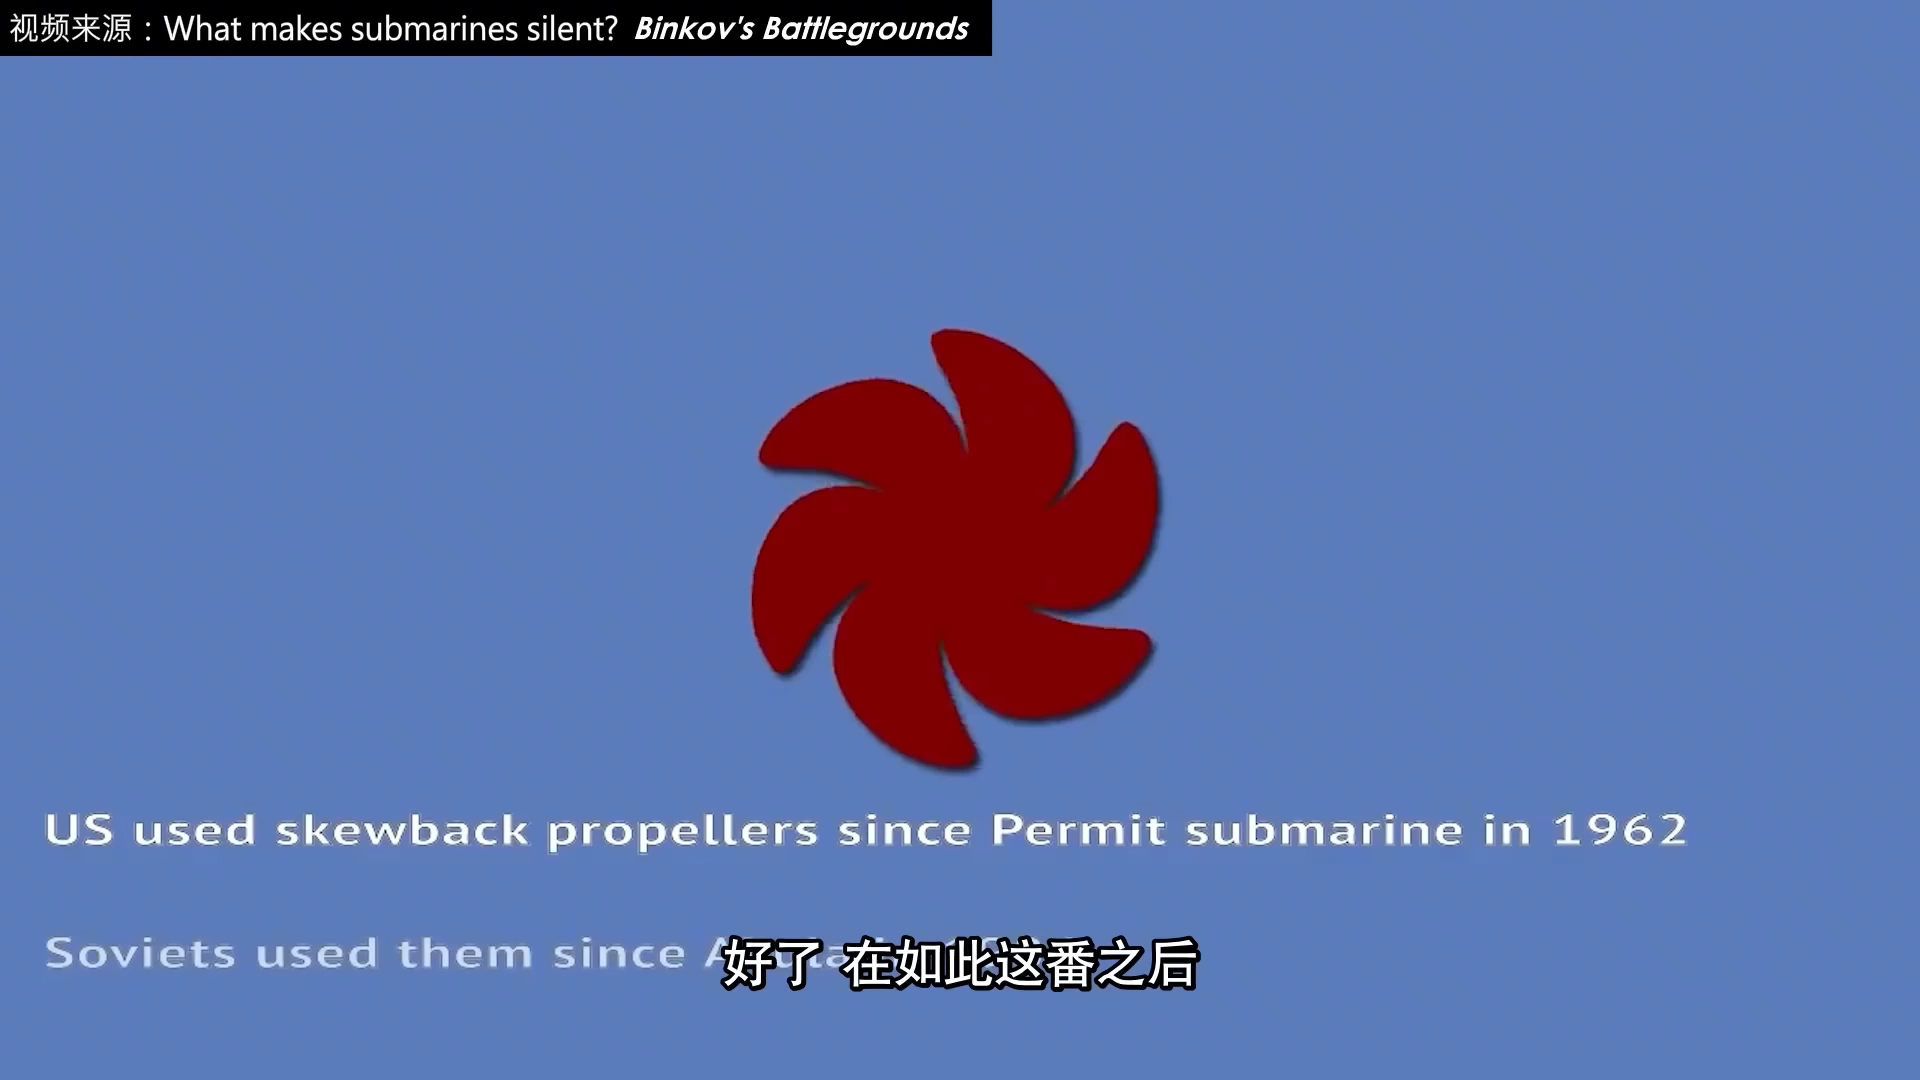 视频来源：What makes submarines silent? Binkov's Battlegrounds
US used skewback propellers since Permit submarine in 1962
Soviets used them since
好了 在如此这番之后